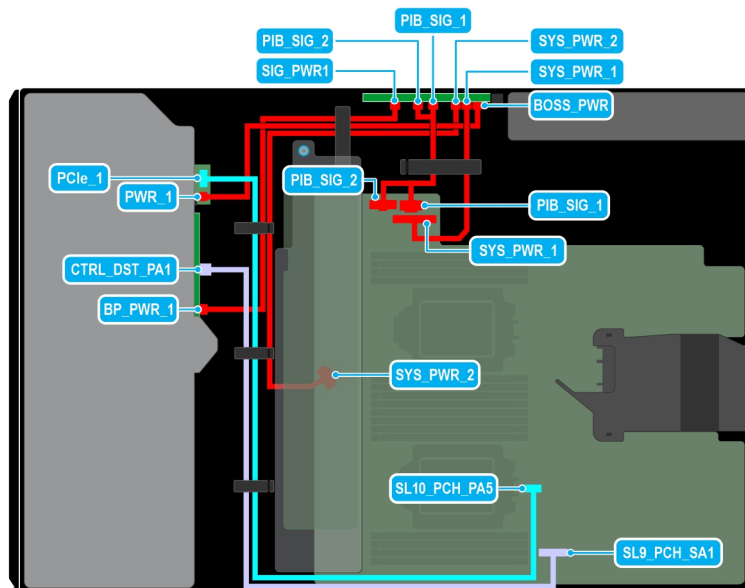 PIB_SIG_1
PIB_SIG_2
SYS_PWR_2
SIG_PWR1
SYS_PWR_1
BOSS_PWR
PCIe_1
PIB_SIG_2
PWR_1
PIB_SIG_1
SYS_PWR_1
CTRL_DST_PA1
BP_PWR_1
SYS_PWR_2
SL10_PCH_PA5
SL9_PCH_SA1